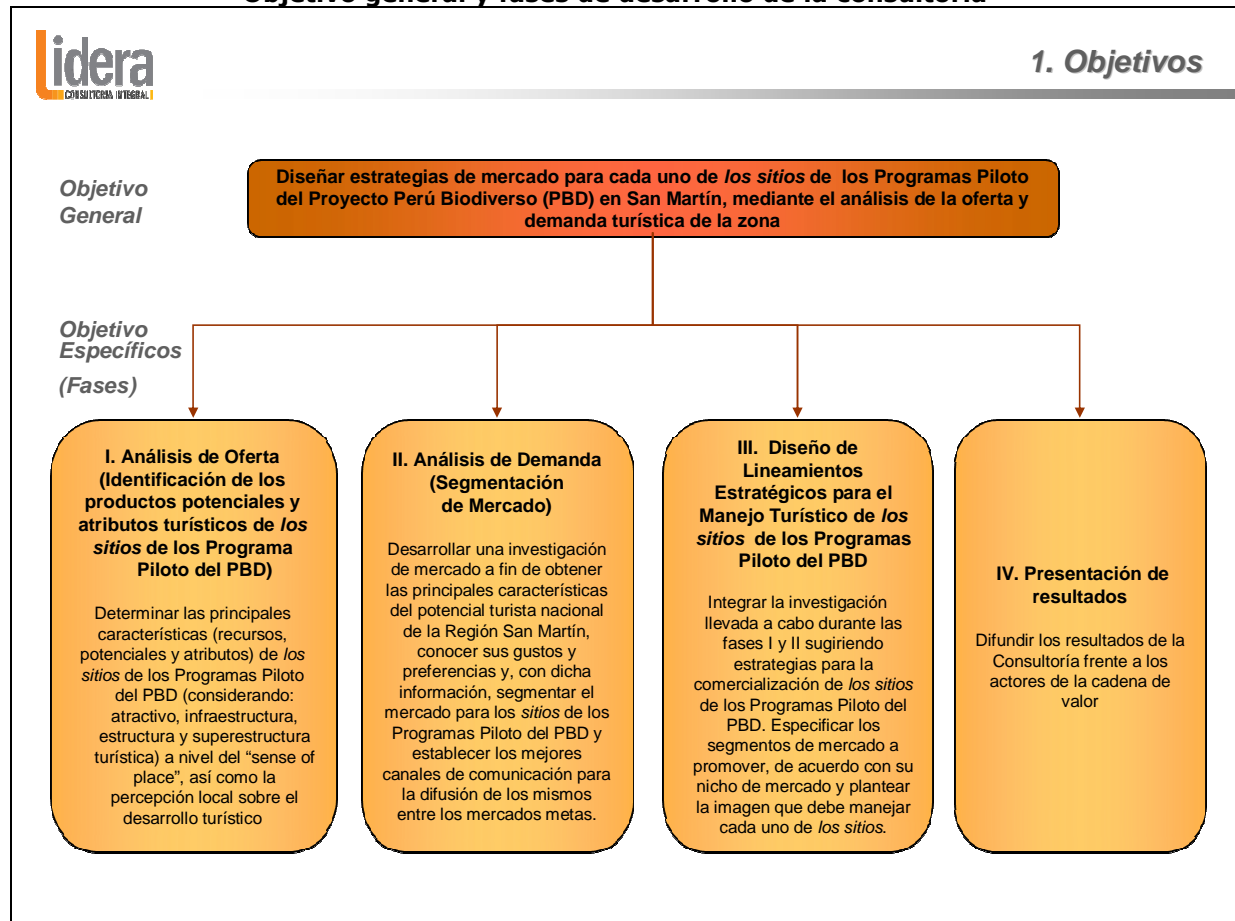 Objetivo general y fases de desarrollo de la consultoría
Lidera
CONSULTORIA INTEGRAL
1. Objetivos
Objetivo
General
Diseñar estrategias de mercado para cada uno de los sitios de los Programas Piloto
del Proyecto Perú Biodiverso (PBD) en San Martín, mediante el análisis de la oferta y
demanda turística de la zona
Objetivo
Específicos
(Fases)
I. Análisis de Oferta
(Identificación de los
productos potenciales y
atributos turísticos de los
sitios de los Programa
Piloto del PBD)
Determinar las principales
características (recursos,
potenciales y atributos) de los
sitios de los Programas Piloto
del PBD (considerando:
atractivo, infraestructura,
estructura y superestructura
turística) a nivel del “sense of
place”, así como la
percepción local sobre el
desarrollo turístico
II. Análisis de Demanda
(Segmentación
de Mercado)
Desarrollar una investigación
de mercado a fin de obtener
las principales características
del potencial turista nacional
de la Región San Martín,
conocer sus gustos y
preferencias y, con dicha
información, segmentar el
mercado para los sitios de los
Programas Piloto del PBD y
establecer los mejores
canales de comunicación para
la difusión de los mismos
entre los mercados metas.
III. Diseño de
Lineamientos
Estratégicos para el
Manejo Turístico de los
sitios de los Programas
Piloto del PBD
Integrar la investigación
llevada a cabo durante las
fases I y II sugiriendo
estrategias para la
comercialización de los sitios
de los Programas Piloto del
PBD. Especificar los
segmentos de mercado a
promover, de acuerdo con su
nicho de mercado y plantear
la imagen que debe manejar
cada uno de los sitios.
IV. Presentación de
resultados
Difundir los resultados de la
Consultoría frente a los
actores de la cadena de
valor